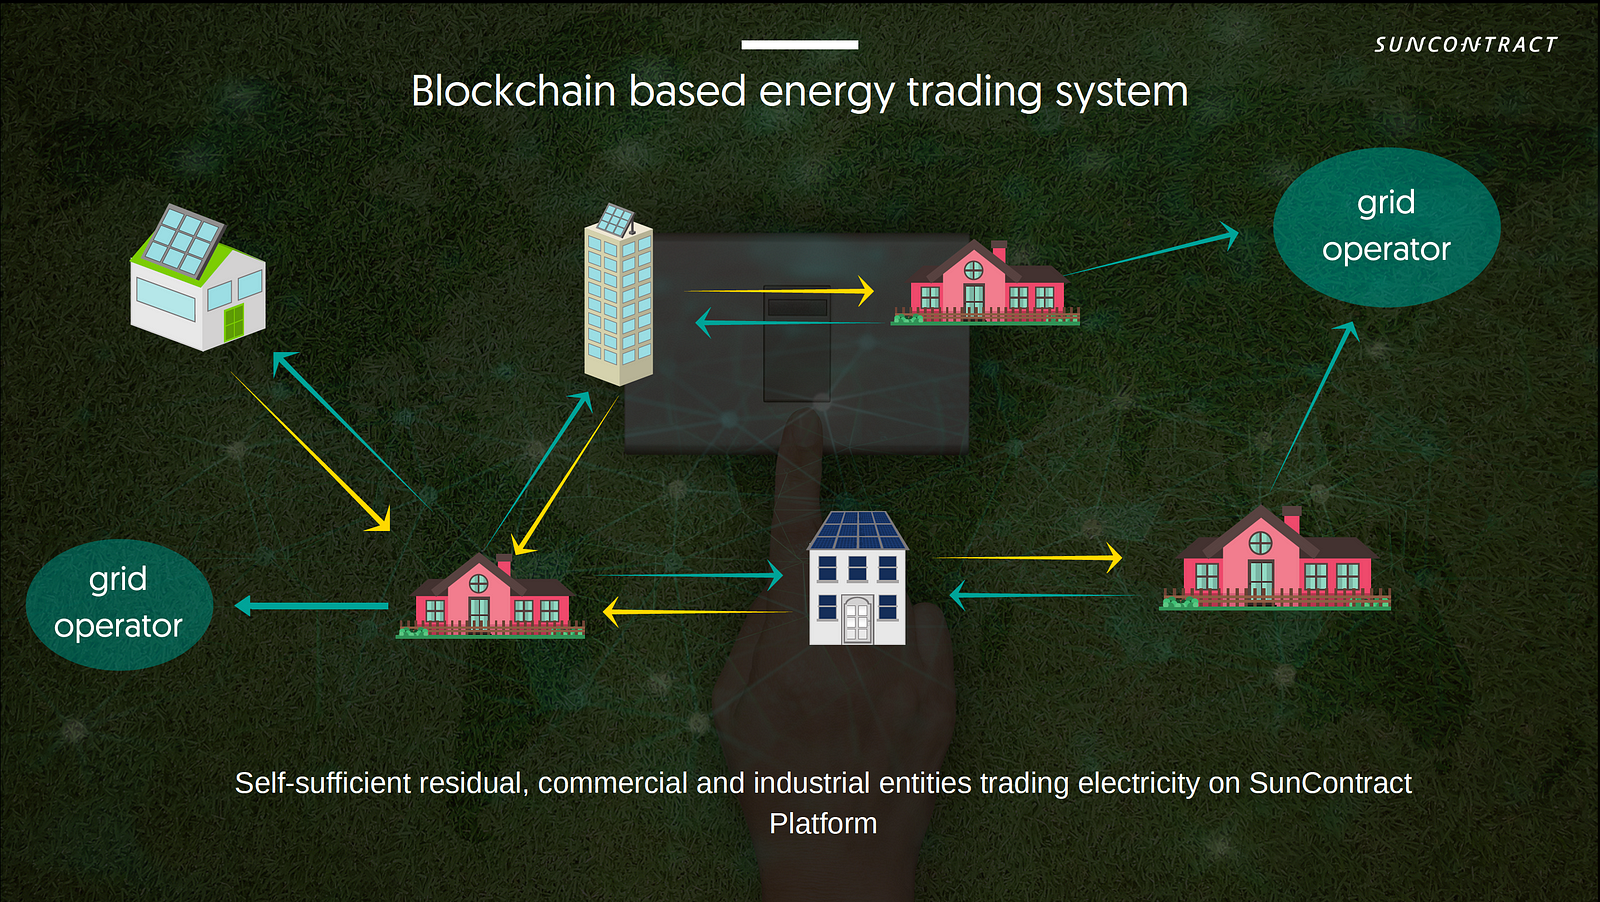 SUNCONTRACT
Blockchain based energy trading system
grid
operator
grid
operator
Self-sufficient residual, commercial and industrial entities trading electricity on SunContract
Platform